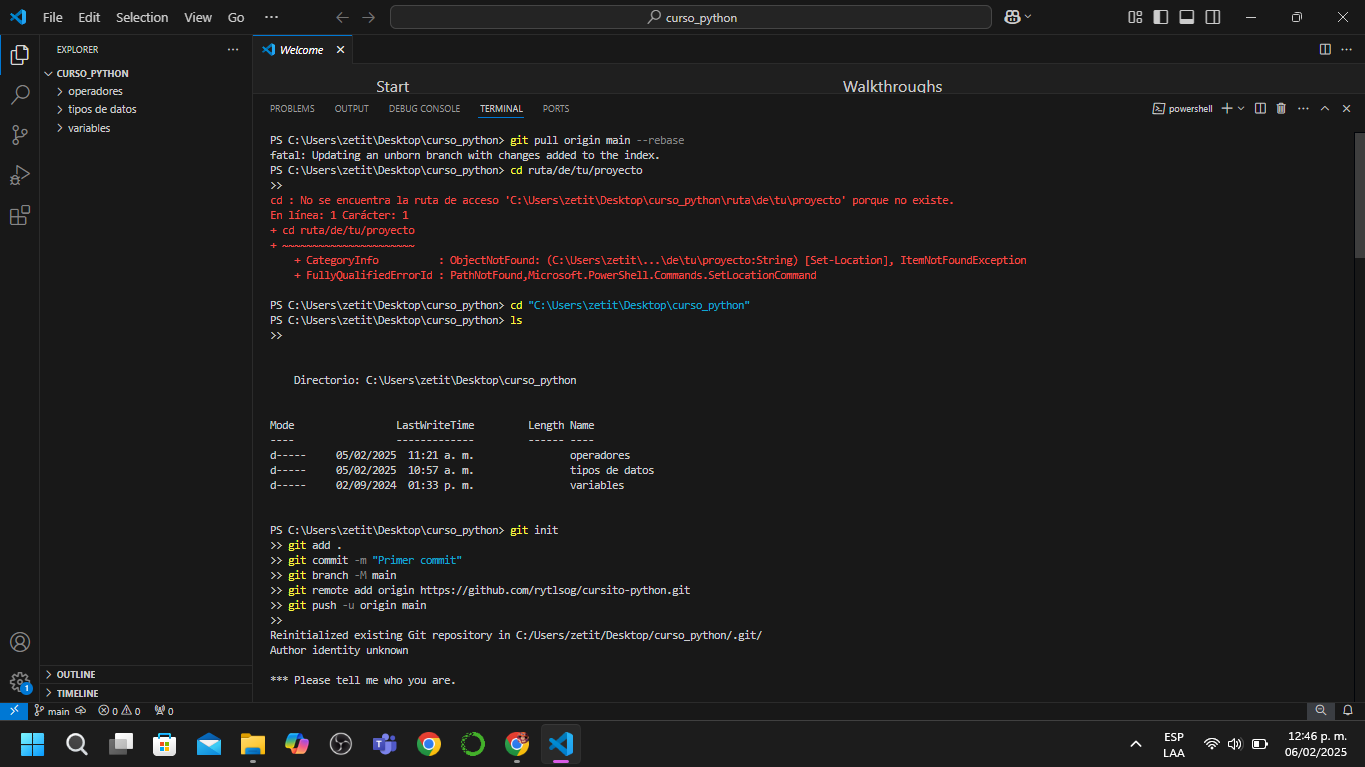 File Edit Selection View Go ··· curso_python
EXPLORER ···
CURSO_PYTHON
operadores
tipos de datos
variables
OUTLINE
TIMELINE
Welcome
Start Walkthroughs
PROBLEMS OUTPUT DEBUG CONSOLE TERMINAL PORTS powershell
PS C:\Users\zetit\Desktop\curso_python> git pull origin main --rebase
fatal: Updating an unborn branch with changes added to the index.
PS C:\Users\zetit\Desktop\curso_python> cd ruta/de/tu/proyecto
>>
cd : No se encuentra la ruta de acceso 'C:\Users\zetit\Desktop\curso_python\ruta\de\tu\proyecto' porque no existe.
En línea: 1 Carácter: 1
+ cd ruta/de/tu/proyecto
+ ~~~~~~~~~~~~~~~~~~~~~~
+ CategoryInfo : ObjectNotFound: (C:\Users\zetit\...\de\tu\proyecto:String) [Set-Location], ItemNotFoundException
+ FullyQualifiedErrorId : PathNotFound,Microsoft.PowerShell.Commands.SetLocationCommand
PS C:\Users\zetit\Desktop\curso_python> cd "C:\Users\zetit\Desktop\curso_python"
PS C:\Users\zetit\Desktop\curso_python> ls
>>
Directorio: C:\Users\zetit\Desktop\curso_python
Mode LastWriteTime Length Name
---- ------------- ------ ----
d----- 05/02/2025 11:21 a. m. operadores
d----- 05/02/2025 10:57 a. m. tipos de datos
d----- 02/09/2024 01:33 p. m. variables
PS C:\Users\zetit\Desktop\curso_python> git init
>> git add .
>> git commit -m "Primer commit"
>> git branch -M main
>> git remote add origin https://github.com/rytlsog/cursito-python.git
>> git push -u origin main
>>
Reinitialized existing Git repository in C:/Users/zetit/Desktop/curso_python/.git/
Author identity unknown
*** Please tell me who you are.
main 0 0 0
1
ESP
LAA
12:46 p. m.
06/02/2025